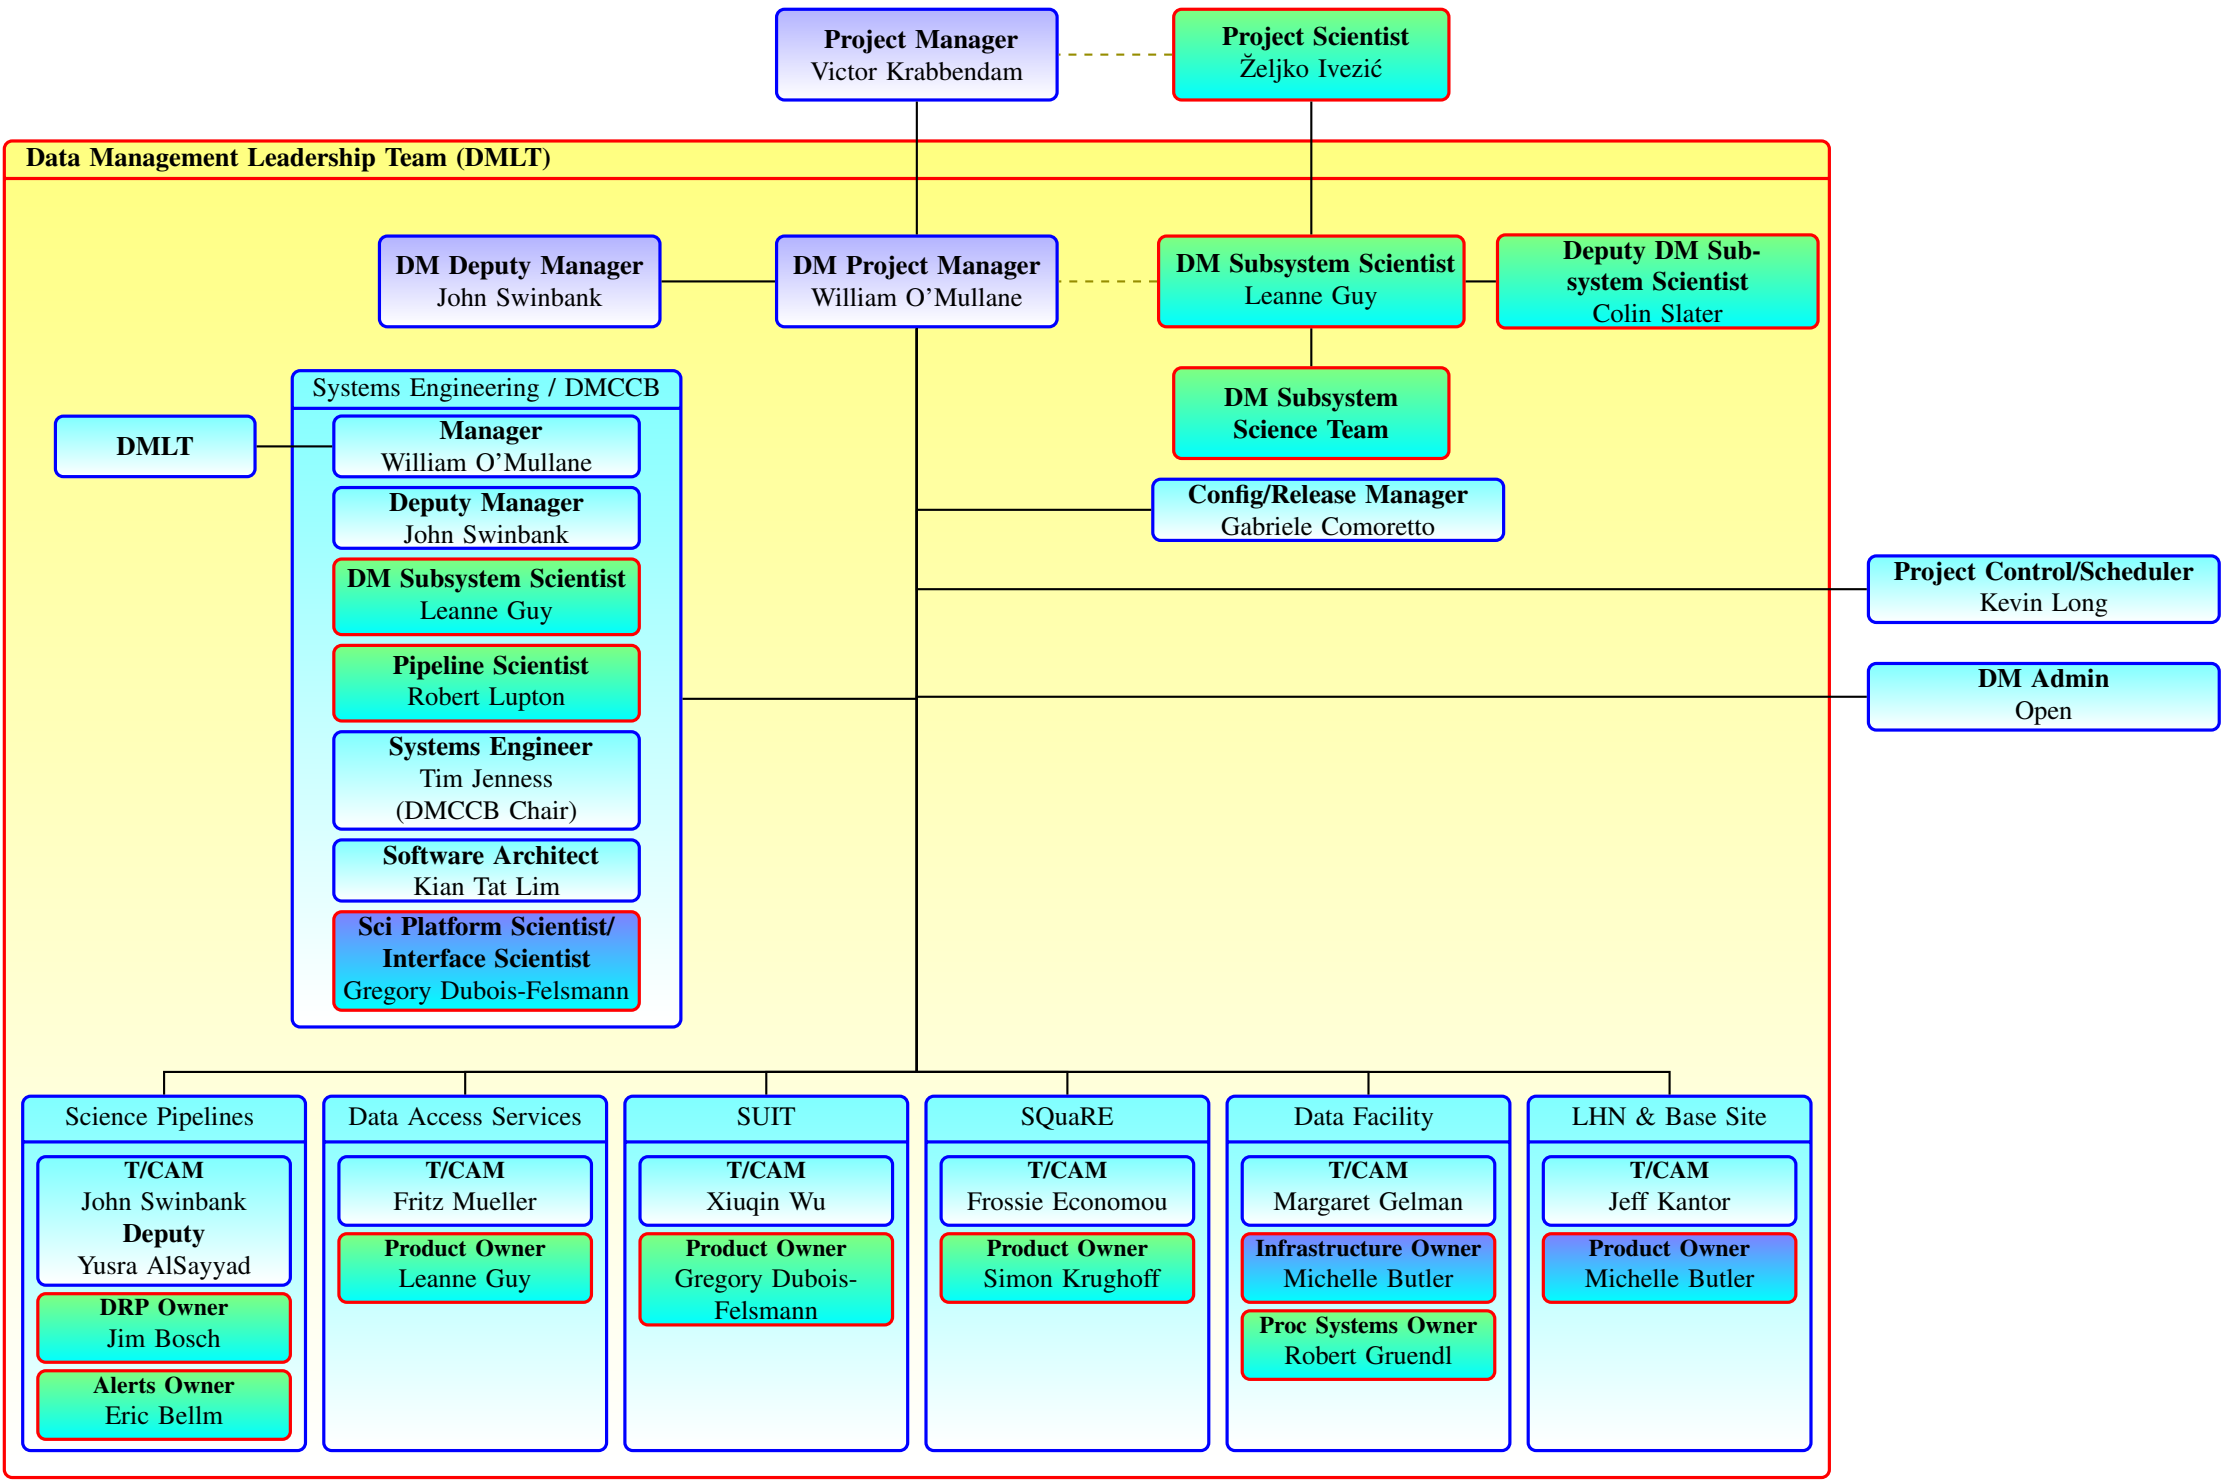 Project Manager
Victor Krabbendam
Project Scientist
Željko Ivezić
Data Management Leadership Team (DMLT)
DM Deputy Manager
John Swinbank
DM Project Manager
William O'Mullane
DM Subsystem Scientist
Leanne Guy
Deputy DM Sub-
system Scientist
Colin Slater
DM Subsystem
Science Team
Systems Engineering / DMCCB
DMLT
Manager
William O'Mullane
Deputy Manager
John Swinbank
DM Subsystem Scientist
Leanne Guy
Pipeline Scientist
Robert Lupton
Systems Engineer
Tim Jenness
(DMCCB Chair)
Software Architect
Kian Tat Lim
Sci Platform Scientist/
Interface Scientist
Gregory Dubois-Felsmann
Config/Release Manager
Gabriele Comoretto
Project Control/Scheduler
Kevin Long
DM Admin
Open
Science Pipelines
T/CAM
John Swinbank
Deputy
Yusra AlSayyad
DRP Owner
Jim Bosch
Alerts Owner
Eric Bellm
Data Access Services
T/CAM
Fritz Mueller
Product Owner
Leanne Guy
SUIT
T/CAM
Xiuqin Wu
Product Owner
Gregory Dubois-
Felsmann
SQuaRE
T/CAM
Frossie Economou
Product Owner
Simon Krughoff
Data Facility
T/CAM
Margaret Gelman
Infrastructure Owner
Michelle Butler
Proc Systems Owner
Robert Gruendl
LHN & Base Site
T/CAM
Jeff Kantor
Product Owner
Michelle Butler